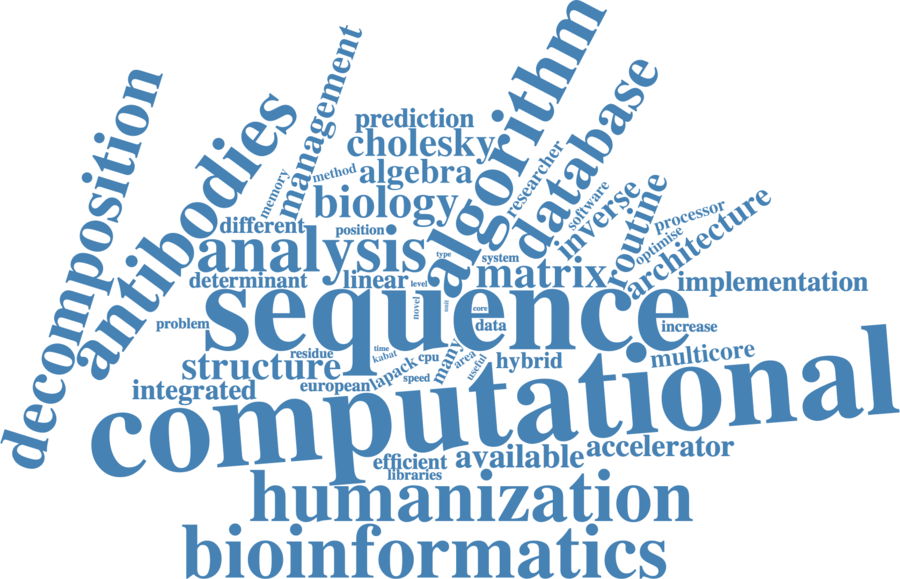 algorithm
management
database
decomposition
antibodies
prediction
cholesky
researcher
method
algebra
memory
biology
software
inverse
routine
processor
different
position
optimise
architecture
analysis
type
system
determinant
linear
level
matrix
implementation
sequence
novel
unit
core
data
problem
increase
time
kabat
residue
structure
cpu
many
area
useful
hybrid
multicore
integrated
european
lapack
speed
computational
efficient
available
accelerator
libraries
humanization
bioinformatics